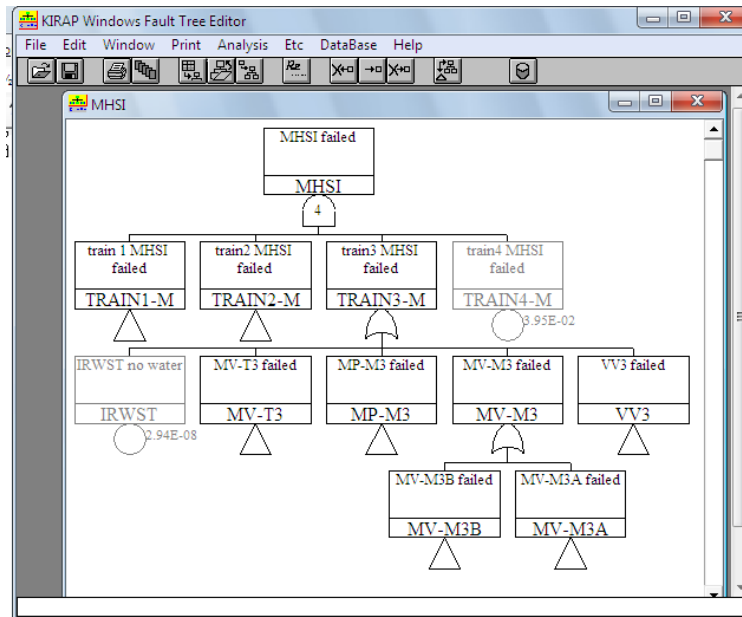 KIRAP Windows Fault Tree Editor
File Edit Window Print Analysis Etc DataBase Help
MHSI
MHSI failed
MHSI
4
train 1 MHSI failed
TRAIN1-M
train2 MHSI failed
TRAIN2-M
train3 MHSI failed
TRAIN3-M
train4 MHSI failed
TRAIN4-M
3.95E-02
IRWST no water
IRWST
2.94E-08
MV-T3 failed
MV-T3
MP-M3 failed
MP-M3
MV-M3 failed
MV-M3
VV3 failed
VV3
MV-M3B failed
MV-M3B
MV-M3A failed
MV-M3A